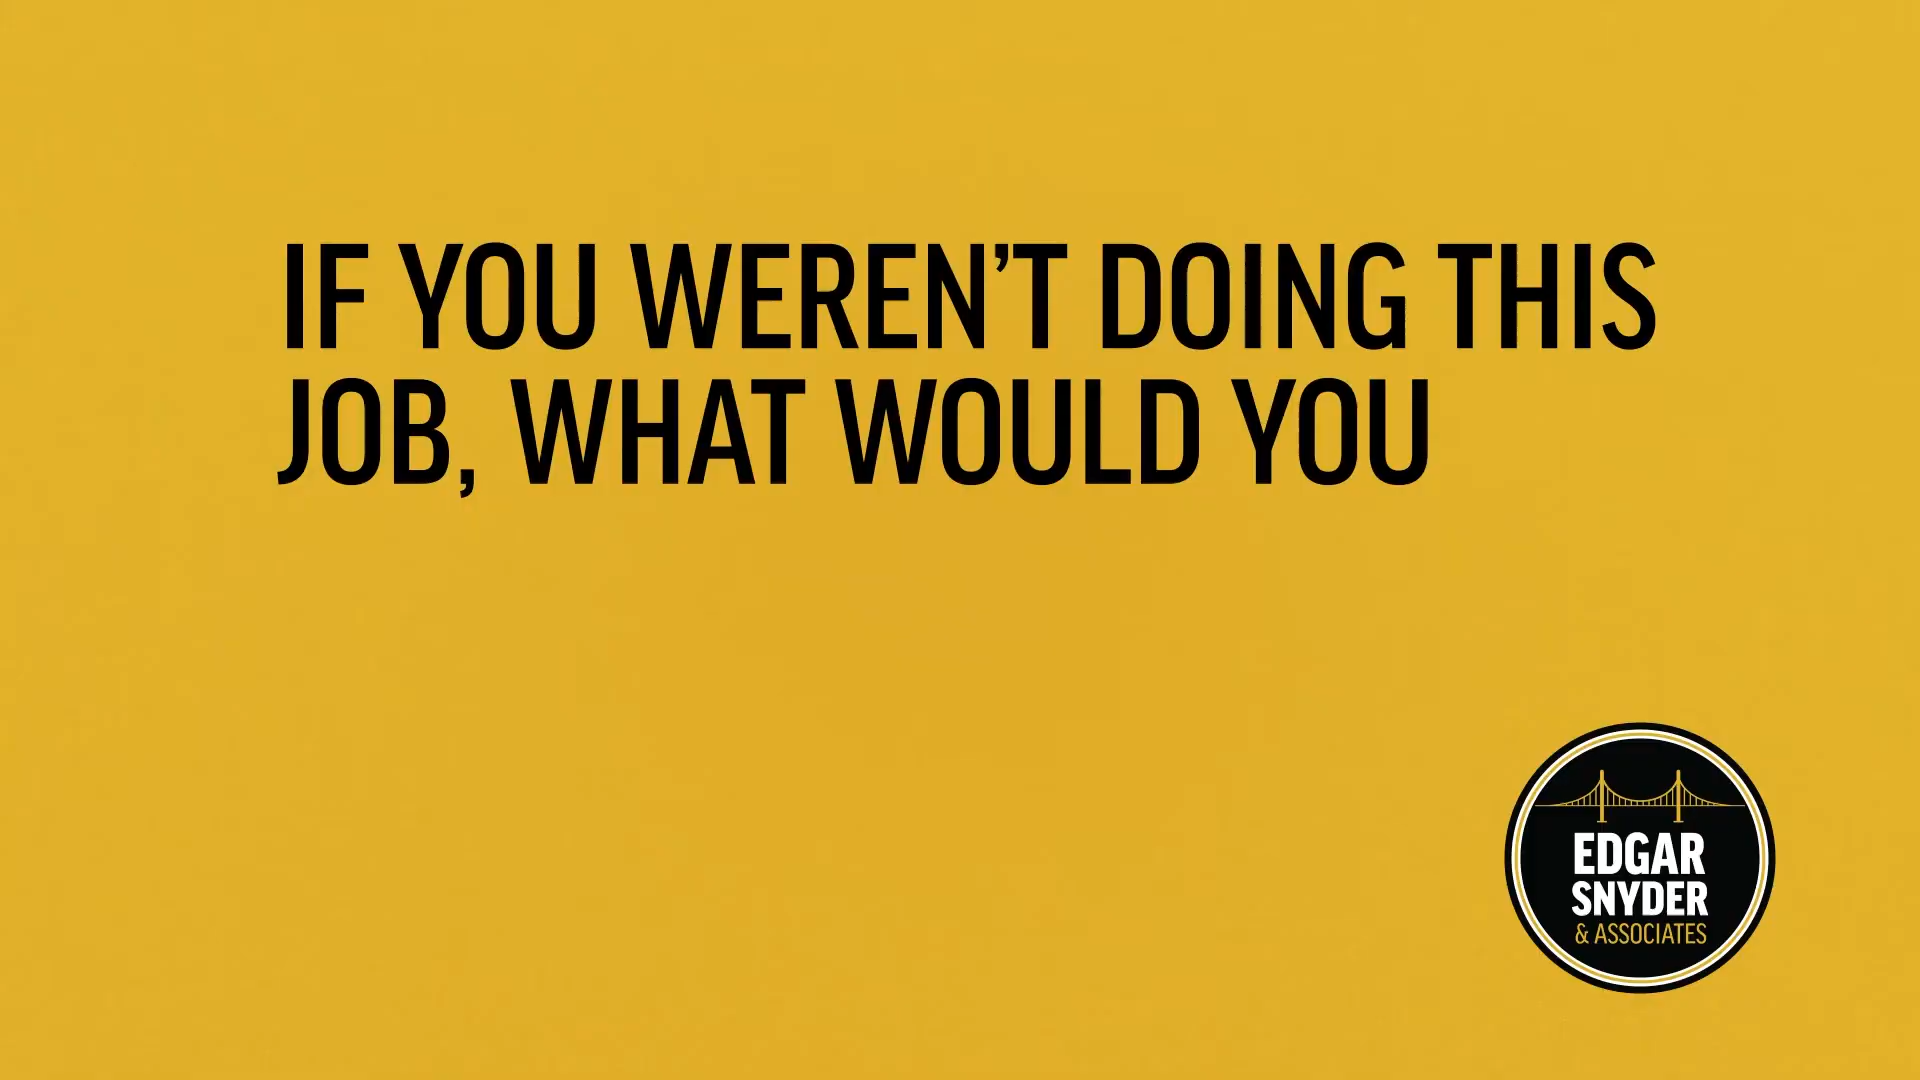 IF YOU WEREN’T DOING THIS
JOB, WHAT WOULD YOU
EDGAR
SNYDER
& ASSOCIATES